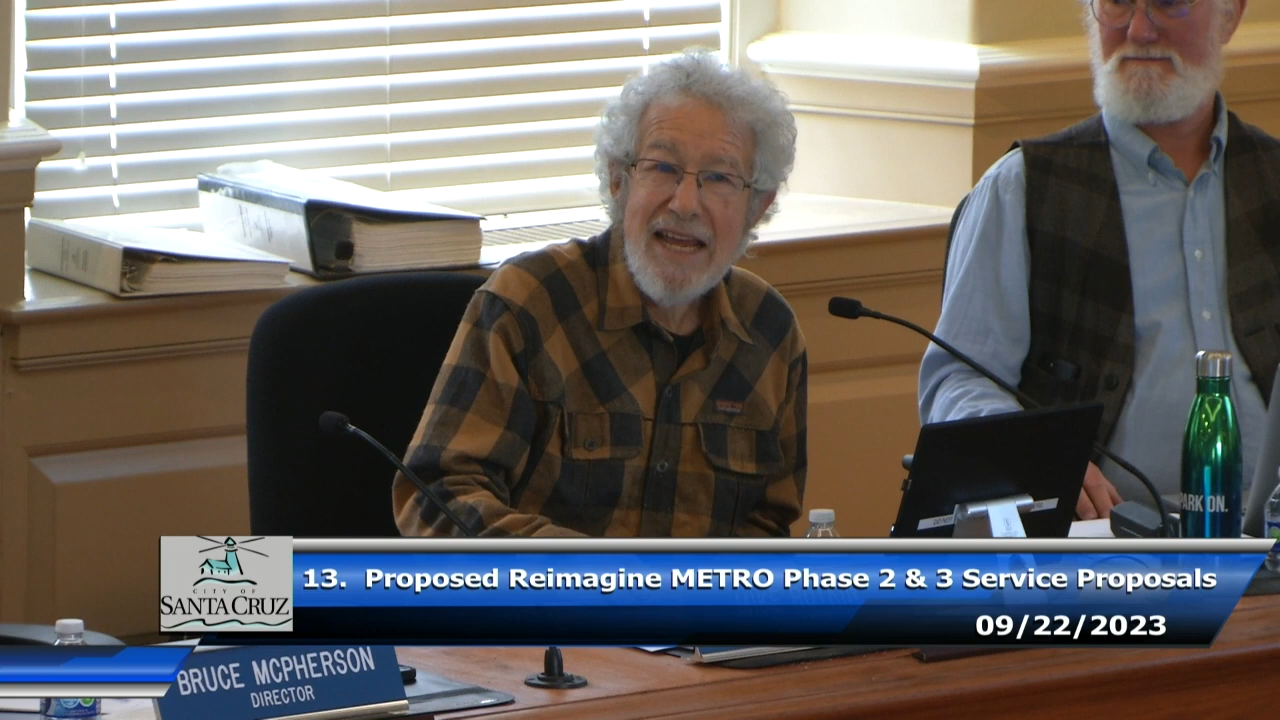 PARK ON.
CITY OF
SANTA CRUZ
13. Proposed Reimagine METRO Phase 2 & 3 Service Proposals
09/22/2023
BRUCE MCPHERSON
DIRECTOR